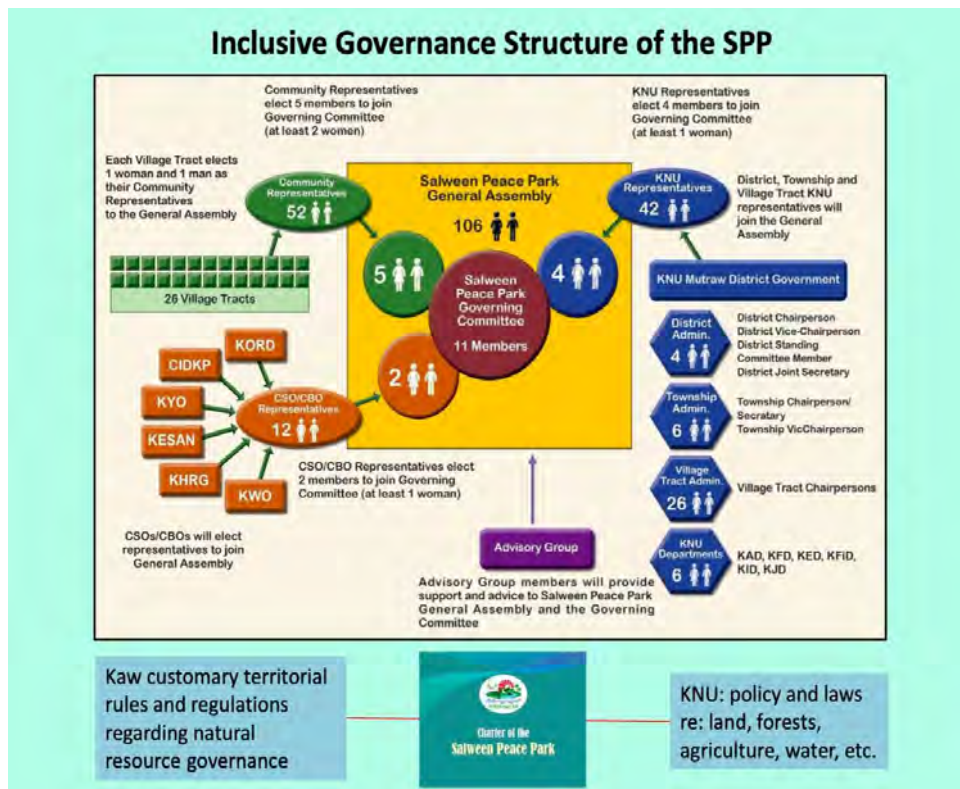 Inclusive Governance Structure of the SPP
Community Representatives
elect 5 members to join
Governing Committee
(at least 2 women)
KNU Representatives
elect 4 members to join
Governing Committee
(at least 1 woman)
Each Village Tract elects
1 woman and 1 man as
their Community
Representatives
to the General Assembly
Community
Representatives
52
Salween Peace Park
General Assembly
106
KNU
Representatives
42
District, Township and
Village Tract KNU
representatives will
join the General
Assembly
26 Village Tracts
5
Salween
Peace Park
Governing
Committee
11 Members
4
KNU Mutraw District Government
KORD
CIDKP
KYO
KESAN
KHRG
KWO
CSO/CBO
Representatives
12
2
CSO/CBO Representatives elect
2 members to join Governing
Committee (at least 1 woman)
CSOs/CBOs will elect
representatives to join
General Assembly
District
Admin.
4
District Chairperson
District Vice-Chairperson
District Standing
Committee Member
District Joint Secretary
Township
Admin.
6
Township Chairperson/
Secratary
Township VicChairperson
Village
Tract Admin.
26
Village Tract Chairpersons
KNU
Departments
6
KAD, KFD, KED, KFiD,
KID, KJD
Advisory Group
Advisory Group members will provide
support and advice to Salween Peace Park
General Assembly and the Governing
Committee
Kaw customary territorial
rules and regulations
regarding natural
resource governance
Charter of the
Salween Peace Park
KNU: policy and laws
re: land, forests,
agriculture, water, etc.